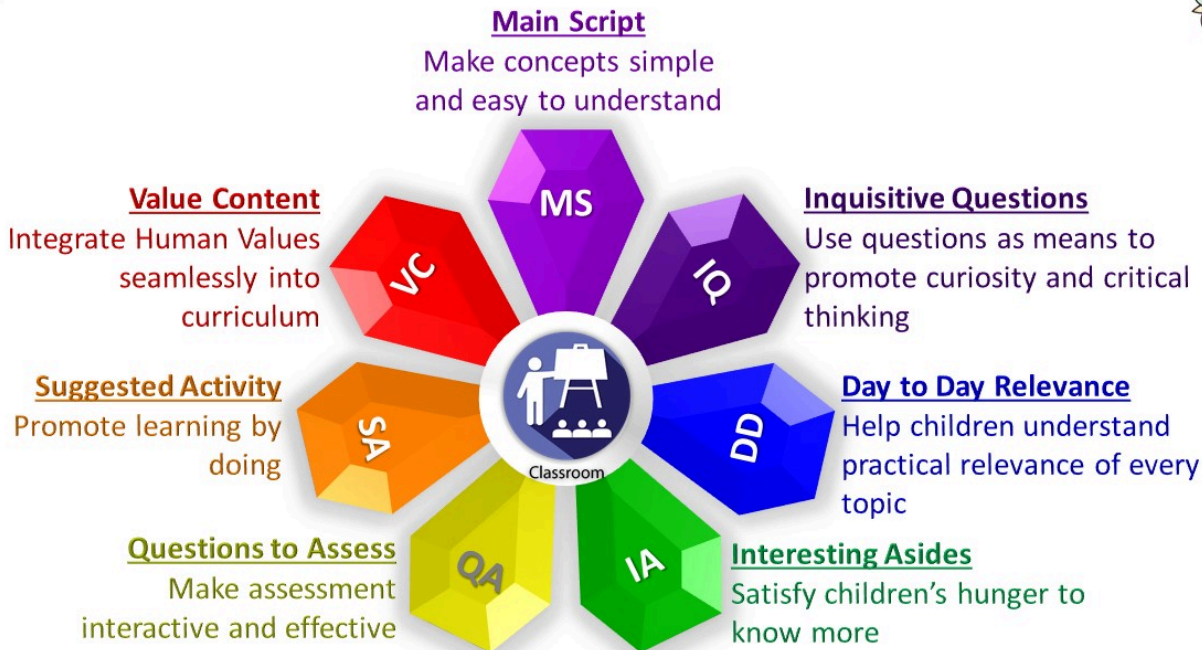 Main Script
Make concepts simple
and easy to understand
MS
Inquisitive Questions
Use questions as means to
promote curiosity and critical
thinking
IQ
Day to Day Relevance
Help children understand
practical relevance of every
topic
DD
Interesting Asides
Satisfy children's hunger to
know more
IA
Questions to Assess
Make assessment
interactive and effective
QA
Suggested Activity
Promote learning by
doing
SA
Value Content
Integrate Human Values
seamlessly into
curriculum
VC
Classroom